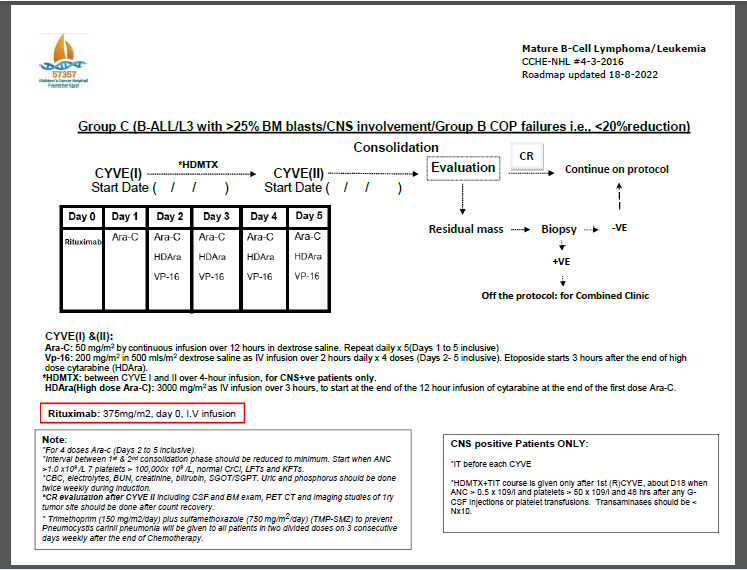 57357
Children's Cancer Hospital
Foundation Egypt
Mature B-Cell Lymphoma/Leukemia
CCHE-NHL #4-3-2016
Roadmap updated 18-8-2022
Group C (B-ALL/L3 with >25% BM blasts/CNS involvement/Group B COP failures i.e., <20%reduction)
Consolidation
CYVE(I) *HDMTX CYVE(II) Evaluation CR Continue on protocol
Start Date ( / / ) Start Date ( / / )
Day 0 Day 1 Day 2 Day 3 Day 4 Day 5
Rituximab Ara-C Ara-C Ara-C Ara-C Ara-C
HDAra HDAra HDAra HDAra
VP-16 VP-16 VP-16 VP-16
Residual mass Biopsy -VE
+VE
Off the protocol: for Combined Clinic
CYVE(I) &(II):
Ara-C: 50 mg/m² by continuous infusion over 12 hours in dextrose saline. Repeat daily x 5(Days 1 to 5 inclusive)
Vp-16: 200 mg/m² in 500 mls/m² dextrose saline as IV infusion over 2 hours daily x 4 doses (Days 2- 5 inclusive). Etoposide starts 3 hours after the end of high
dose cytarabine (HDAra).
*HDMTX: between CYVE I and II over 4-hour infusion, for CNS+ve patients only.
HDAra(High dose Ara-C): 3000 mg/m² as IV infusion over 3 hours, to start at the end of the 12 hour infusion of cytarabine at the end of the first dose Ara-C.
Rituximab: 375mg/m2, day 0, I.V infusion
Note:
*For 4 doses Ara-c (Days 2 to 5 inclusive).
*Interval between 1st & 2nd consolidation phase should be reduced to minimum. Start when ANC
>1.0 x10⁹ /L 7 platelets > 100,000x 10⁹ /L, normal CrCl, LFTs and KFTs.
*CBC, electrolytes, BUN, creatinine, bilirubin, SGOT/SGPT. Uric and phosphorus should be done
twice weekly during induction.
*CR evaluation after CYVE II including CSF and BM exam, PET CT and imaging studies of 1ry
tumor site should be done after count recovery.
* Trimethoprim (150 mg/m2/day) plus sulfamethoxazole (750 mg/m²/day) (TMP-SMZ) to prevent
Pneumocystis carinii pneumonia will be given to all patients in two divided doses on 3 consecutive
days weekly after the end of Chemotherapy.
CNS positive Patients ONLY:
*IT before each CYVE
*HDMTX+TIT course is given only after 1st (R)CYVE, about D18 when
ANC > 0.5 x 109/l and platelets > 50 x 109/l and 48 hrs after any G-
CSF injections or platelet transfusions. Transaminases should be <
Nx10.